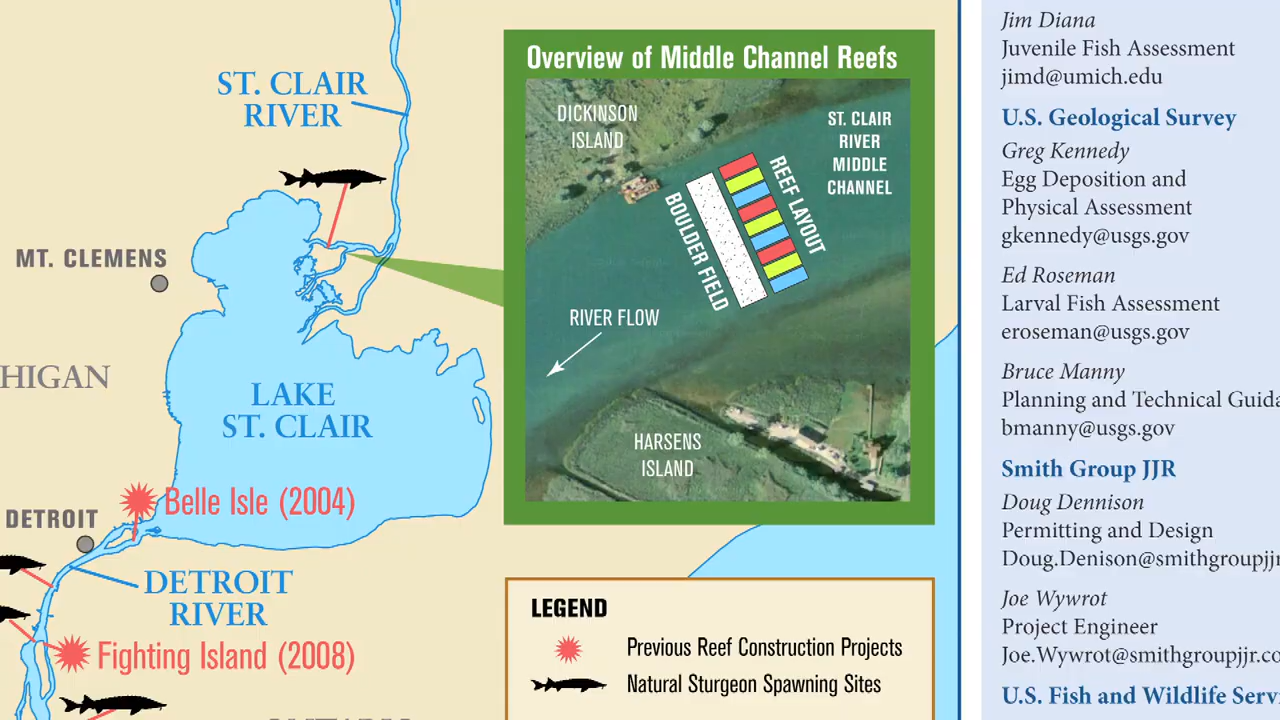 ST. CLAIR
RIVER
MT. CLEMENS
HIGAN
LAKE
ST. CLAIR
Belle Isle (2004)
DETROIT
DETROIT
RIVER
Fighting Island (2008)
Overview of Middle Channel Reefs
DICKINSON
ISLAND
ST. CLAIR
RIVER
MIDDLE
CHANNEL
REEF LAYOUT
BOULDER FIELD
RIVER FLOW
HARSENS
ISLAND
LEGEND
Previous Reef Construction Projects
Natural Sturgeon Spawning Sites
Jim Diana
Juvenile Fish Assessment
jimd@umich.edu
U.S. Geological Survey
Greg Kennedy
Egg Deposition and
Physical Assessment
gkennedy@usgs.gov
Ed Roseman
Larval Fish Assessment
eroseman@usgs.gov
Bruce Manny
Planning and Technical Guida
bmanny@usgs.gov
Smith Group JJR
Doug Dennison
Permitting and Design
Doug.Denison@smithgroupjj
Joe Wywrot
Project Engineer
Joe.Wywrot@smithgroupjjr.co
U.S. Fish and Wildlife Servi